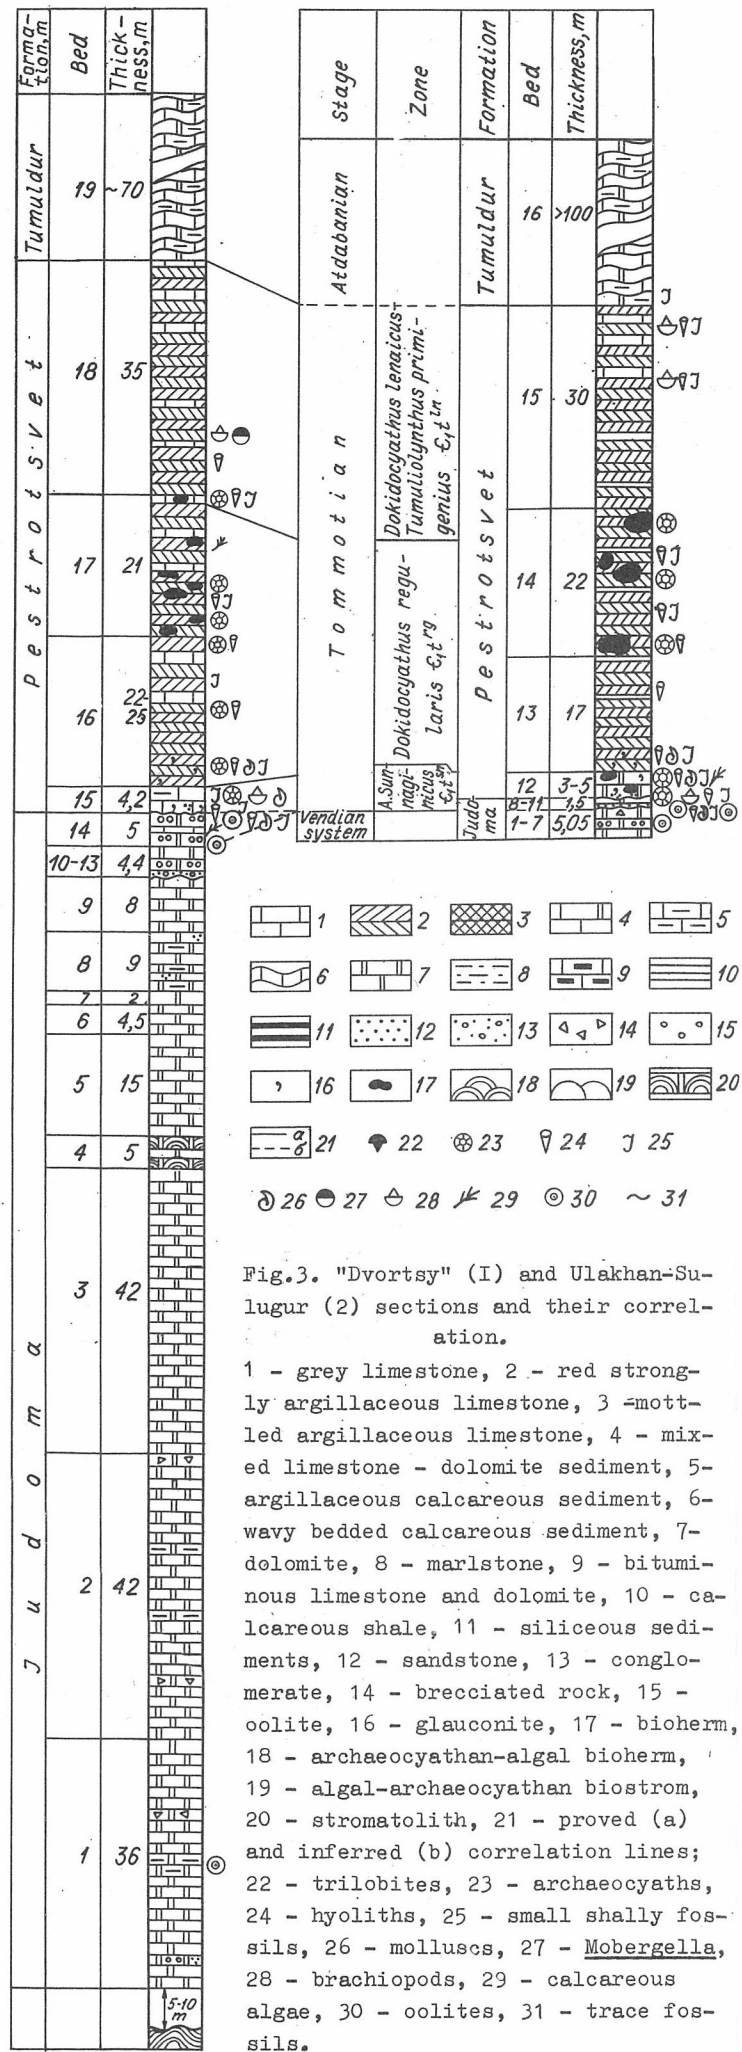 Forma-
tion,m
Bed
Thick-
ness,m
Tumuldur
19
~70
Pestrotsvet
18
35
17
21
16
22-
25
15
4,2
Judoma
14
5
10-13
4,4
9
8
8
9
7
2
6
4,5
5
15
4
5
3
42
2
42
1
36
5-10
m
Stage
Zone
Formation
Bed
Thickness,m
Atdabanian
Tumuldur
16
>100
Tommotian
Dokidocyathus lenaicus-
Tumuliolynthus primi-
genius Є₁tˡⁿ
Pestrotsvet
15
30
Dokidocyathus regu-
laris Є₁tʳᵍ
14
22
13
17
A.Sun-
nagi-
nicus
Є₁tˢⁿ
12
3-5
8-11
1,5
Vendian
system
Judo-
ma
1-7
5,05
1
2
3
4
5
6
7
8
9
10
11
12
13
14
15
16
17
18
19
20
a
б
21
22
23
24
25
26
27
28
29
30
31
Fig.3. "Dvortsy" (I) and Ulakhan-Su-
lugur (2) sections and their correl-
ation.
1 - grey limestone, 2 - red strong-
ly argillaceous limestone, 3 -mott-
led argillaceous limestone, 4 - mix-
ed limestone - dolomite sediment, 5-
argillaceous calcareous sediment, 6-
wavy bedded calcareous sediment, 7-
dolomite, 8 - marlstone, 9 - bitumi-
nous limestone and dolomite, 10 - ca-
lcareous shale, 11 - siliceous sedi-
ments, 12 - sandstone, 13 - conglo-
merate, 14 - brecciated rock, 15 -
oolite, 16 - glauconite, 17 - bioherm,
18 - archaeocyathan-algal bioherm,
19 - algal-archaeocyathan biostrom,
20 - stromatolith, 21 - proved (a)
and inferred (b) correlation lines;
22 - trilobites, 23 - archaeocyaths,
24 - hyoliths, 25 - small shally fos-
sils, 26 - molluscs, 27 - Mobergella,
28 - brachiopods, 29 - calcareous
algae, 30 - oolites, 31 - trace fos-
sils.